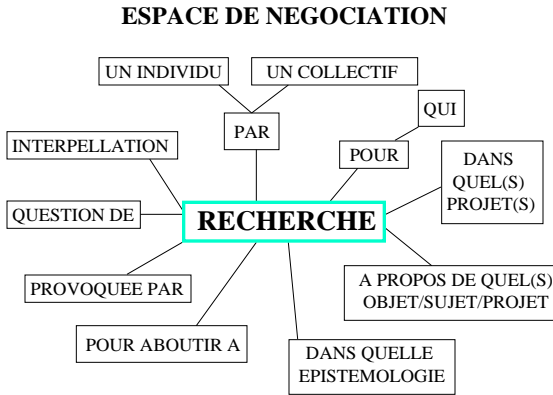 ESPACE DE NEGOCIATION
UN INDIVIDU
UN COLLECTIF
QUI
PAR
INTERPELLATION
POUR
DANS
QUEL(S)
PROJET(S)
QUESTION DE
RECHERCHE
PROVOQUEE PAR
A PROPOS DE QUEL(S)
OBJET/SUJET/PROJET
POUR ABOUTIR A
DANS QUELLE
EPISTEMOLOGIE